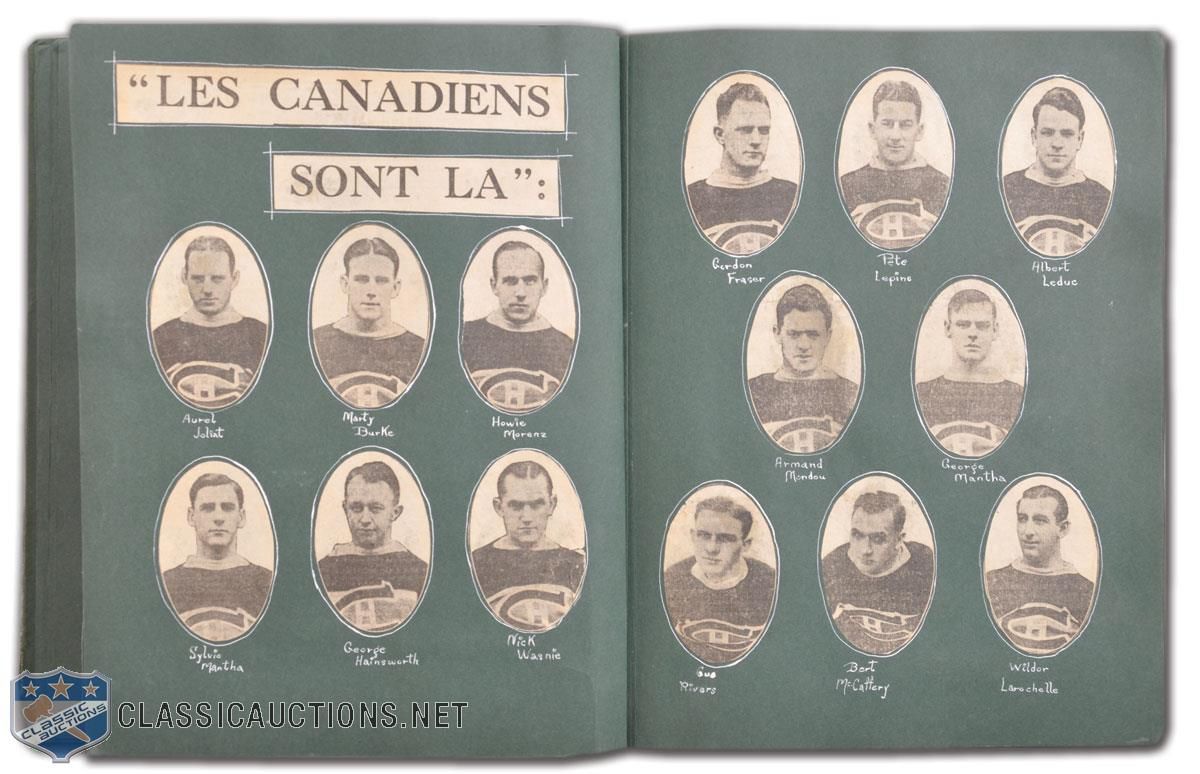 “LES CANADIENS
SONT LA”:
Aurel
Joliat
Marty
Burke
Howie
Morenz
Sylvio
Mantha
George
Hainsworth
Nick
Wasnie
Gordon
Fraser
Pete
Lepine
Albert
Leduc
Armand
Mondou
George
Mantha
Gus
Rivers
Bert
McCaffery
Wildor
Larochelle
CLASSIC
AUCTIONS
CLASSICAUCTIONS.NET